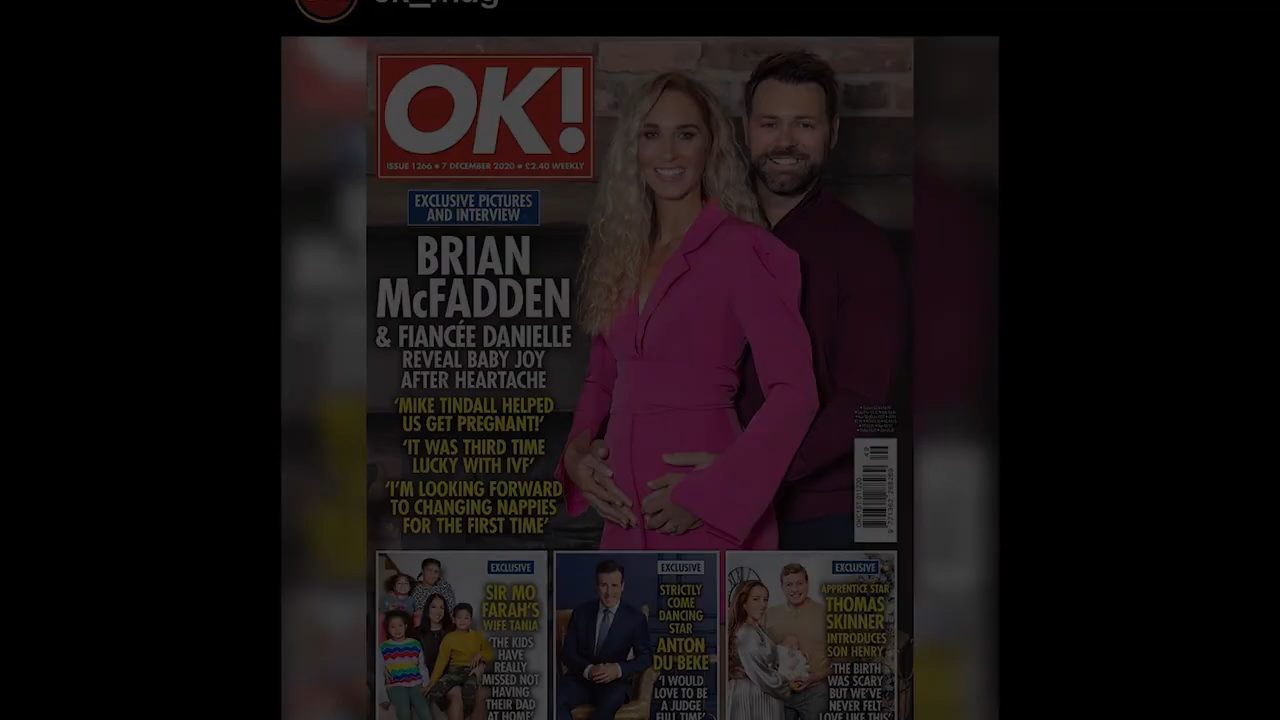 ok_mag
OK!
ISSUE 1266 • 7 DECEMBER 2020 • £2.40 WEEKLY
EXCLUSIVE PICTURES
AND INTERVIEW
BRIAN
McFADDEN
& FIANCÉE DANIELLE
REVEAL BABY JOY
AFTER HEARTACHE
'MIKE TINDALL HELPED
US GET PREGNANT!'
'IT WAS THIRD TIME
LUCKY WITH IVF'
'I'M LOOKING FORWARD
TO CHANGING NAPPIES
FOR THE FIRST TIME'
EXCLUSIVE
SIR MO
FARAH'S
WIFE TANIA
'THE KIDS
HAVE
REALLY
MISSED NOT
HAVING
THEIR DAD
AT HOME'
EXCLUSIVE
STRICTLY
COME
DANCING
STAR
ANTON
DU BEKE
'I WOULD
LOVE TO BE
A JUDGE
FULL TIME'
EXCLUSIVE
APPRENTICE STAR
THOMAS
SKINNER
INTRODUCES
SON HENRY
'THE BIRTH
WAS SCARY
BUT WE'VE
NEVER FELT
LOVE LIKE THIS'